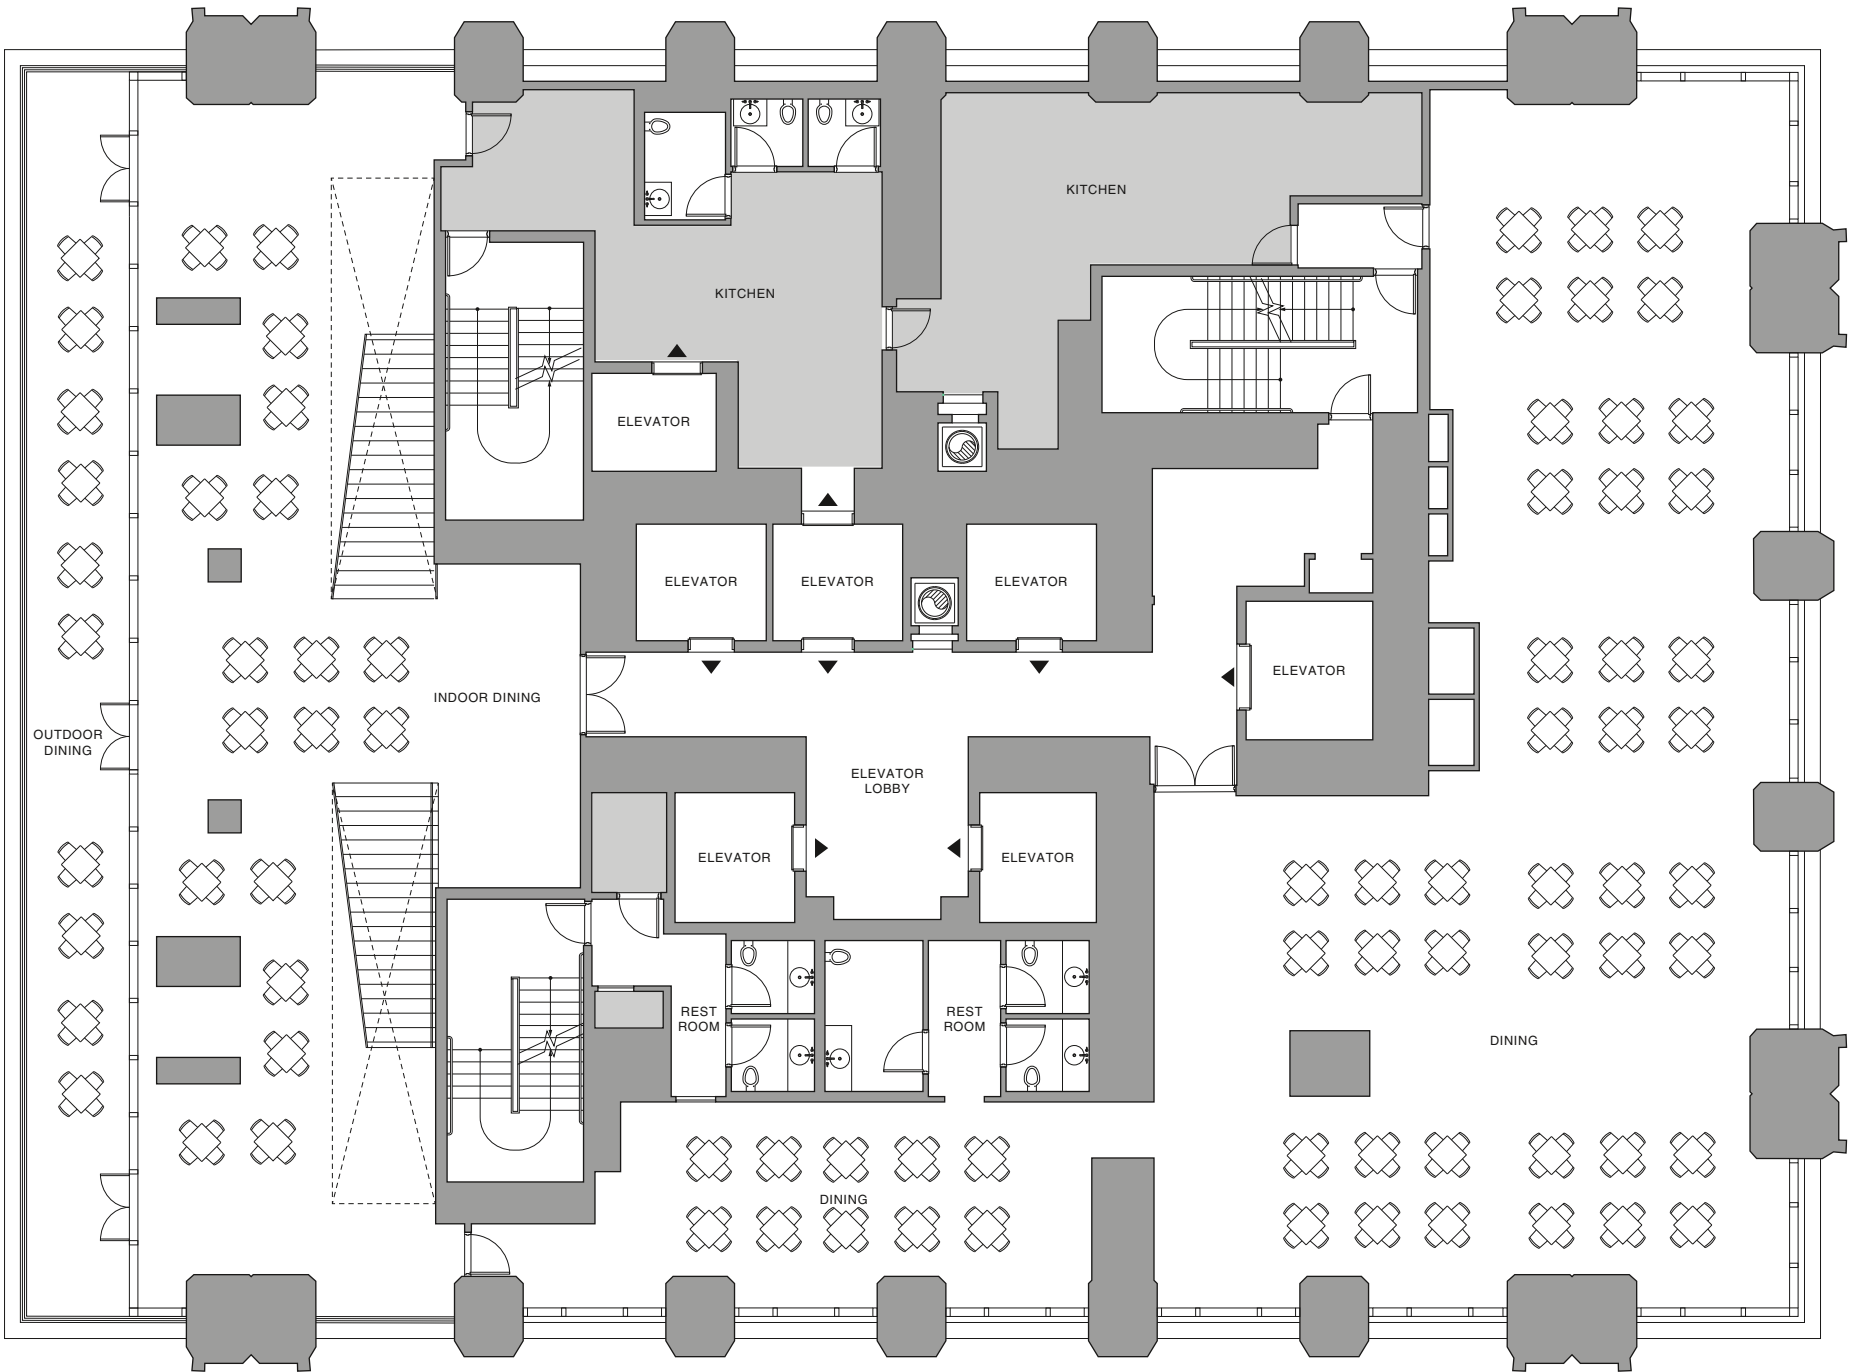 KITCHEN
KITCHEN
ELEVATOR
ELEVATOR
ELEVATOR
ELEVATOR
ELEVATOR
INDOOR DINING
OUTDOOR
DINING
ELEVATOR
LOBBY
ELEVATOR
ELEVATOR
REST
ROOM
REST
ROOM
DINING
DINING